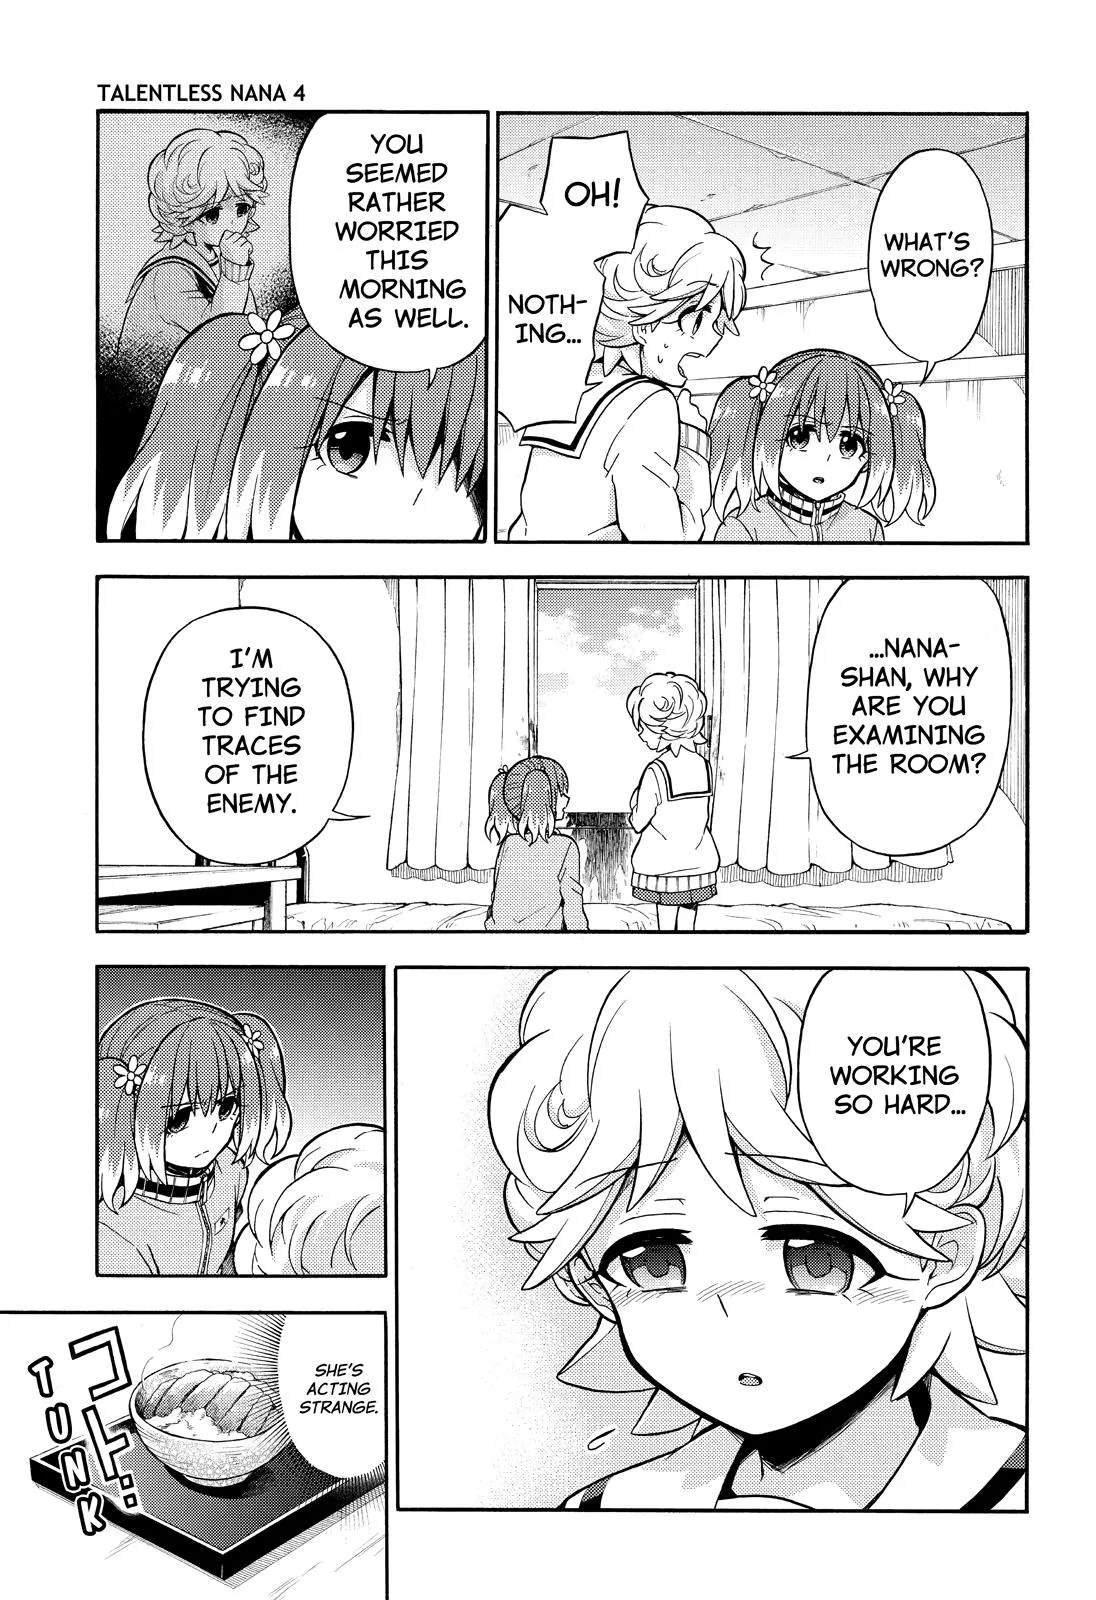 TALENTLESS NANA 4
WHAT'S
WRONG?
OH!
NOTH-
ING...
YOU
SEEMED
RATHER
WORRIED
THIS
MORNING
AS WELL.
...NANA-
SHAN, WHY
ARE YOU
EXAMINING
THE ROOM?
I'M
TRYING
TO FIND
TRACES
OF THE
ENEMY.
YOU'RE
WORKING
SO HARD...
SHE'S
ACTING
STRANGE.
コト..
TUNK